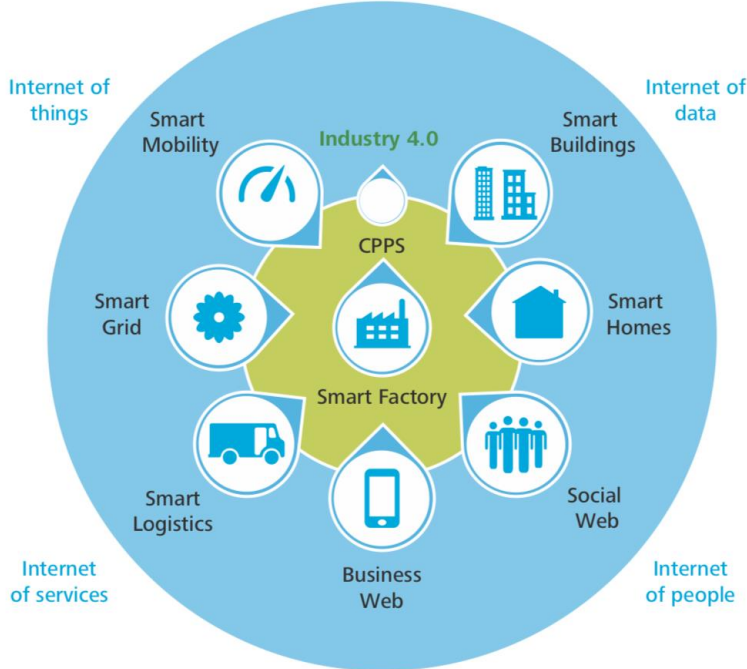 Internet of
things
Internet of
data
Smart
Mobility
Industry 4.0
Smart
Buildings
CPPS
Smart
Grid
Smart
Homes
Smart Factory
Smart
Logistics
Social
Web
Business
Web
Internet
of services
Internet
of people